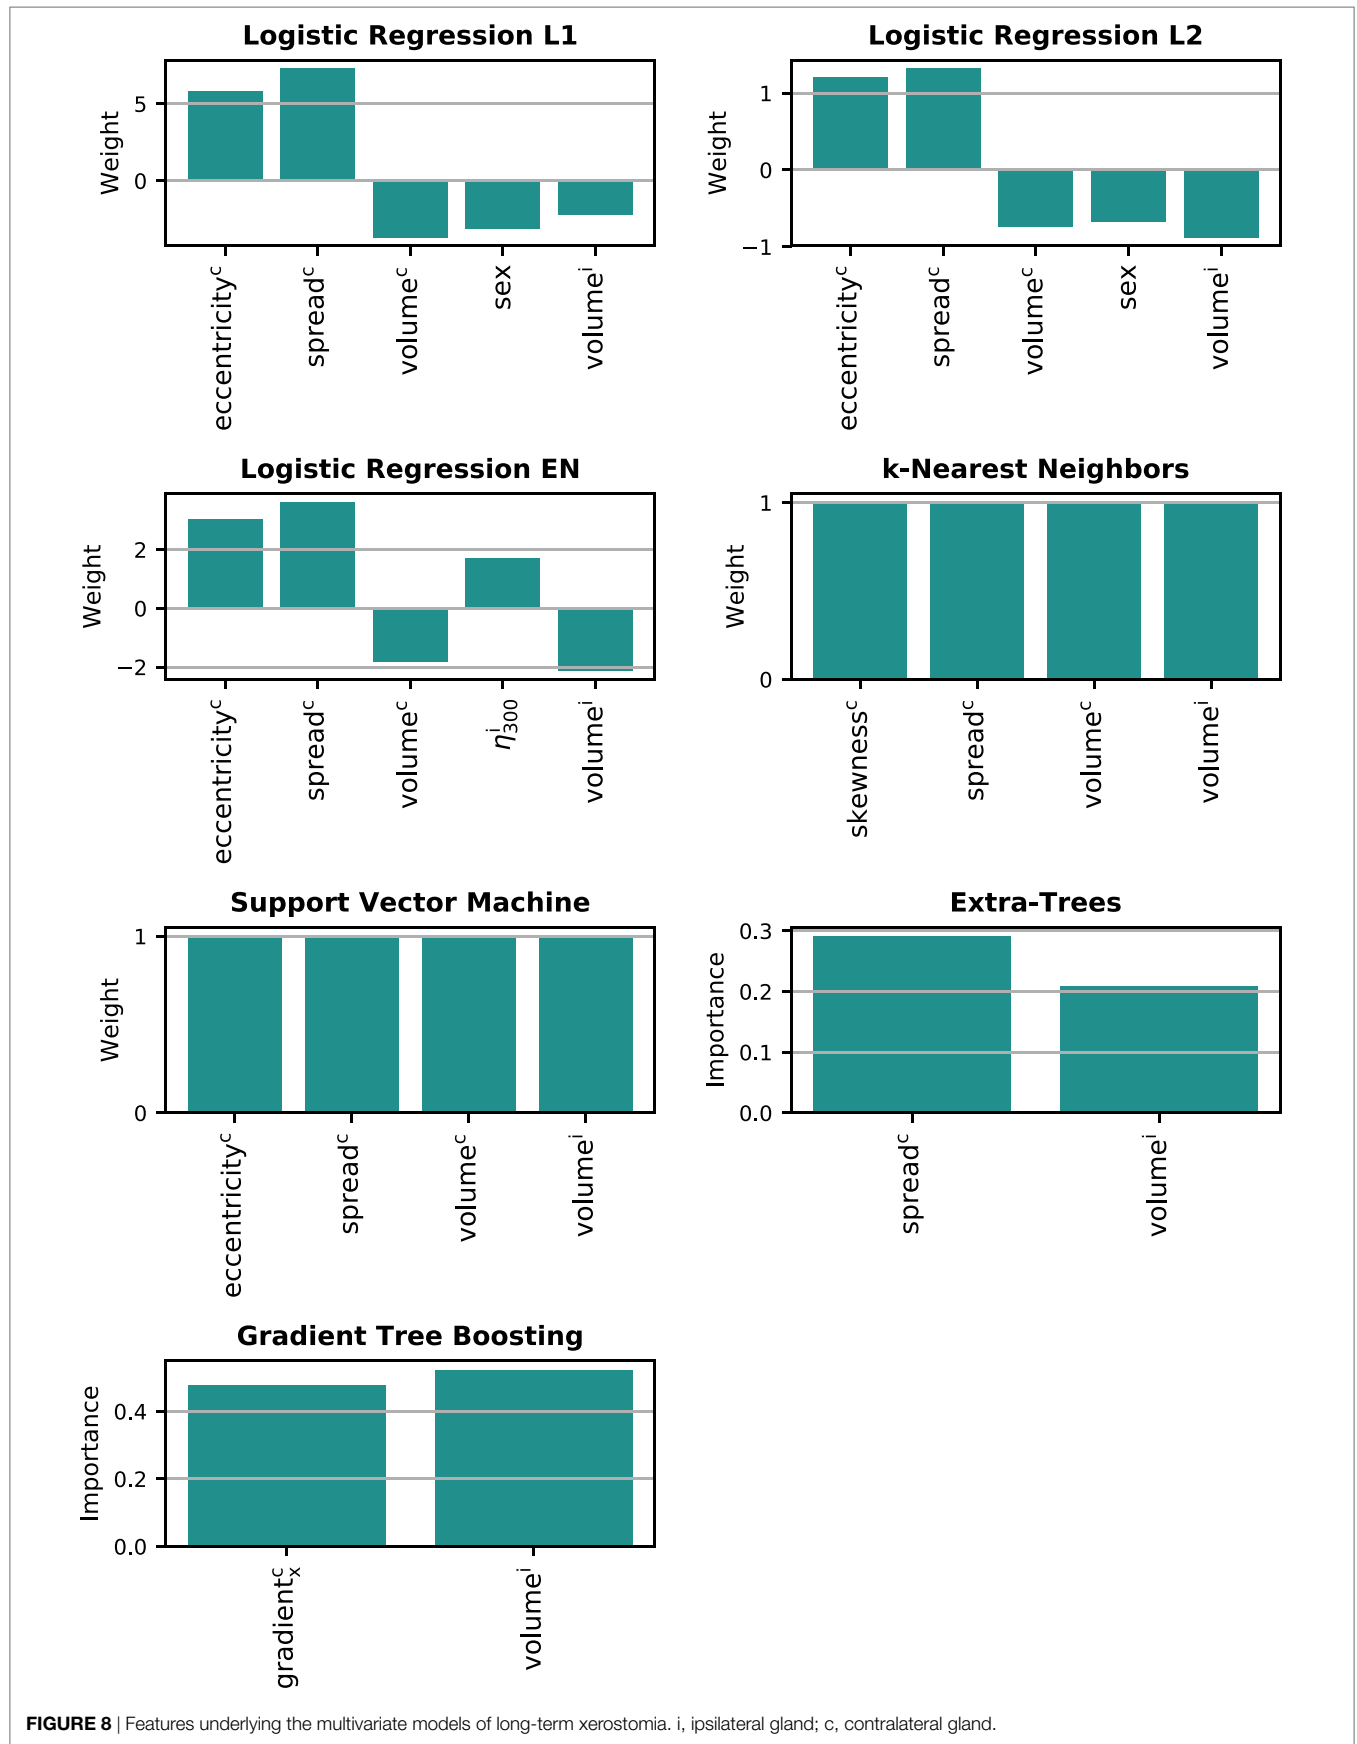 Logistic Regression L1
Weight
5
0
eccentricityᶜ
spreadᶜ
volumeᶜ
sex
volumeⁱ
Logistic Regression L2
Weight
1
0
−1
eccentricityᶜ
spreadᶜ
volumeᶜ
sex
volumeⁱ
Logistic Regression EN
Weight
2
0
−2
eccentricityᶜ
spreadᶜ
volumeᶜ
ηⁱ₃₀₀
volumeⁱ
k-Nearest Neighbors
Weight
1
0
skewnessᶜ
spreadᶜ
volumeᶜ
volumeⁱ
Support Vector Machine
Weight
1
0
eccentricityᶜ
spreadᶜ
volumeᶜ
volumeⁱ
Extra-Trees
Importance
0.3
0.2
0.1
0.0
spreadᶜ
volumeⁱ
Gradient Tree Boosting
Importance
0.4
0.2
0.0
gradientᶜₓ
volumeⁱ
FIGURE 8 | Features underlying the multivariate models of long-term xerostomia. i, ipsilateral gland; c, contralateral gland.